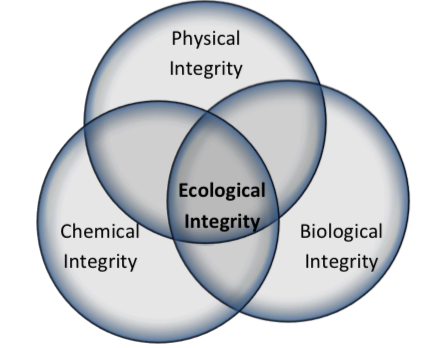 Physical
Integrity
Ecological
Integrity
Chemical
Integrity
Biological
Integrity